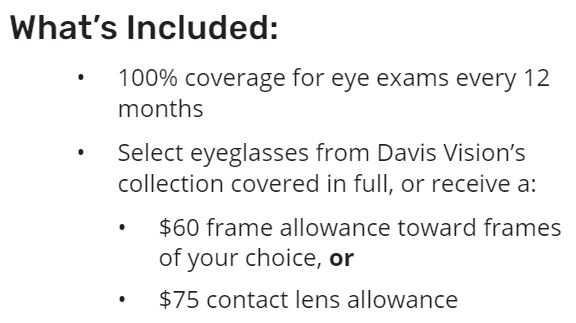 What’s Included:
• 100% coverage for eye exams every 12
months
• Select eyeglasses from Davis Vision’s
collection covered in full, or receive a:
• $60 frame allowance toward frames
of your choice, or
• $75 contact lens allowance